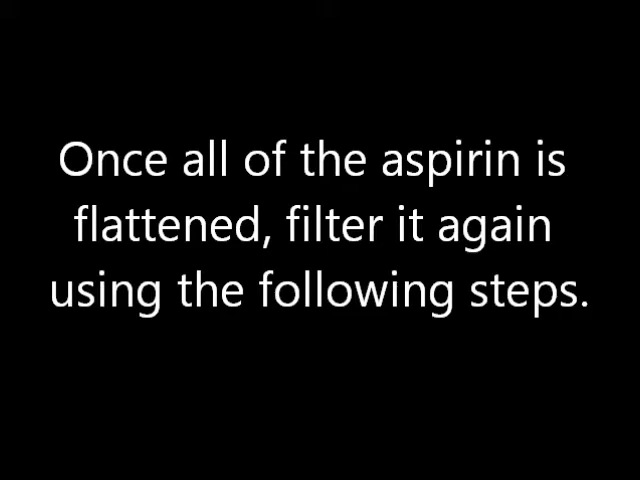 Once all of the aspirin is
flattened, filter it again
using the following steps.